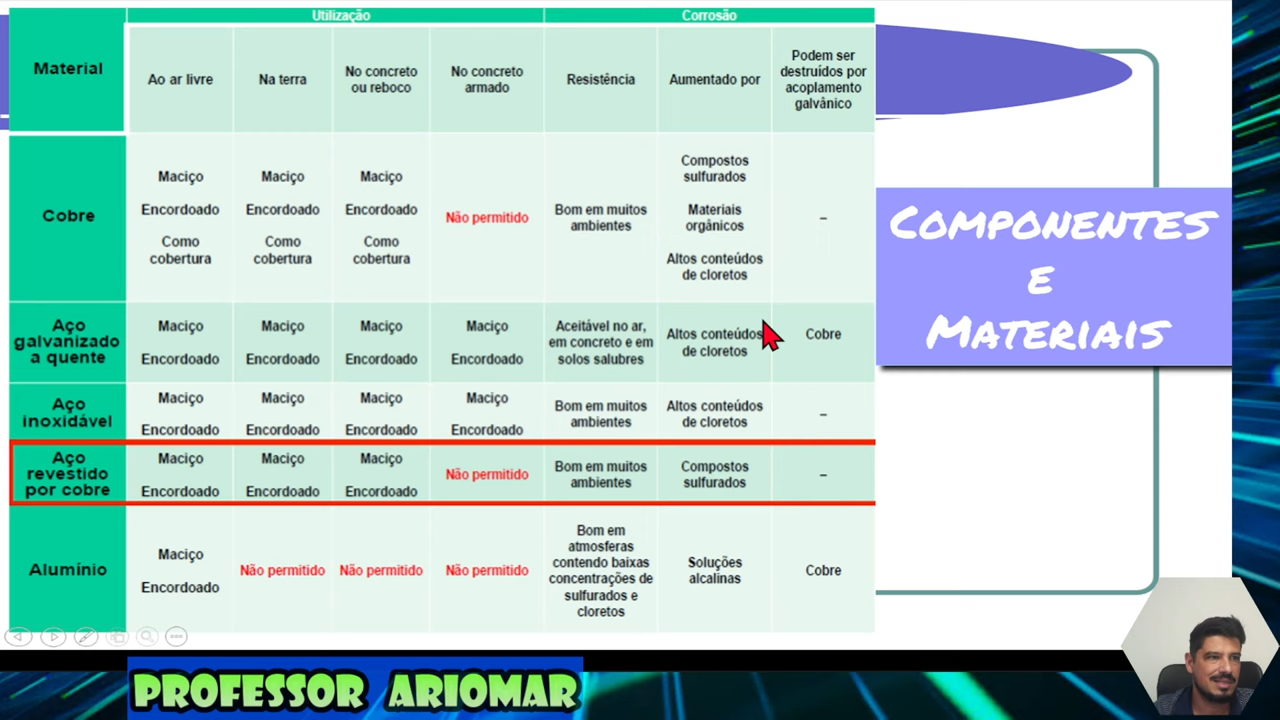 Utilização
Corrosão
Material
Ao ar livre
Na terra
No concreto
ou reboco
No concreto
armado
Resistência
Aumentado por
Podem ser
destruídos por
acoplamento
galvânico
Cobre
Maciço
Encordoado
Como
cobertura
Maciço
Encordoado
Como
cobertura
Maciço
Encordoado
Como
cobertura
Não permitido
Bom em muitos
ambientes
Compostos
sulfurados
Materiais
orgânicos
Altos conteúdos
de cloretos
–
Aço
galvanizado
a quente
Maciço
Encordoado
Maciço
Encordoado
Maciço
Encordoado
Maciço
Encordoado
Aceitável no ar,
em concreto e em
solos salubres
Altos conteúdos
de cloretos
Cobre
Aço
inoxidável
Maciço
Encordoado
Maciço
Encordoado
Maciço
Encordoado
Maciço
Encordoado
Bom em muitos
ambientes
Altos conteúdos
de cloretos
–
Aço
revestido
por cobre
Maciço
Encordoado
Maciço
Encordoado
Maciço
Encordoado
Não permitido
Bom em muitos
ambientes
Compostos
sulfurados
–
Alumínio
Maciço
Encordoado
Não permitido
Não permitido
Não permitido
Bom em
atmosferas
contendo baixas
concentrações de
sulfurados e
cloretos
Soluções
alcalinas
Cobre
COMPONENTES
E
MATERIAIS
PROFESSOR ARIOMAR